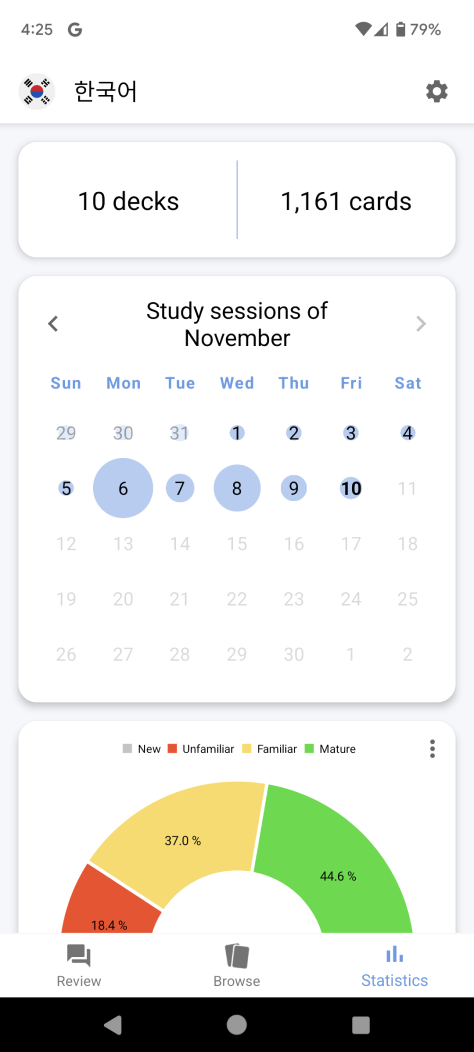 4:25 G 79%
한국어
10 decks 1,161 cards
Study sessions of
November
Sun Mon Tue Wed Thu Fri Sat
29 30 31 1 2 3 4
5 6 7 8 9 10 11
12 13 14 15 16 17 18
19 20 21 22 23 24 25
26 27 28 29 30 1 2
New Unfamiliar Familiar Mature
37.0 %
44.6 %
18.4 %
Review Browse Statistics